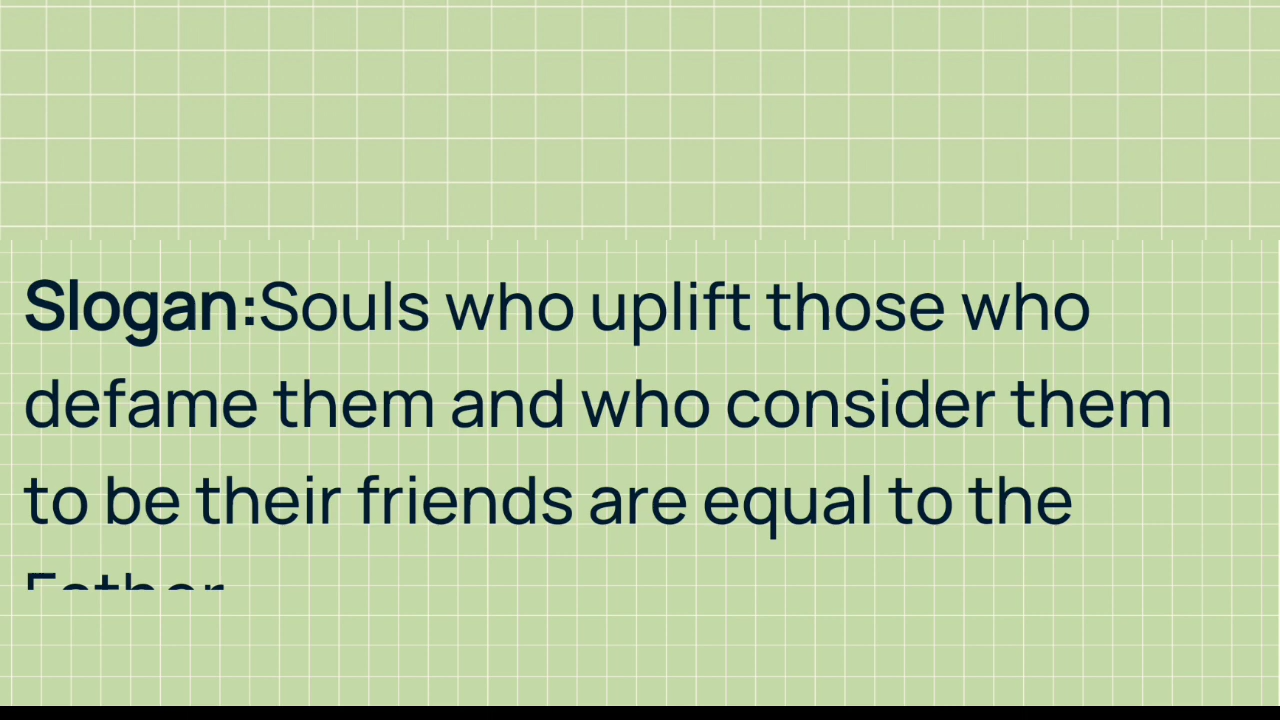 Slogan:Souls who uplift those who
defame them and who consider them
to be their friends are equal to the
Father